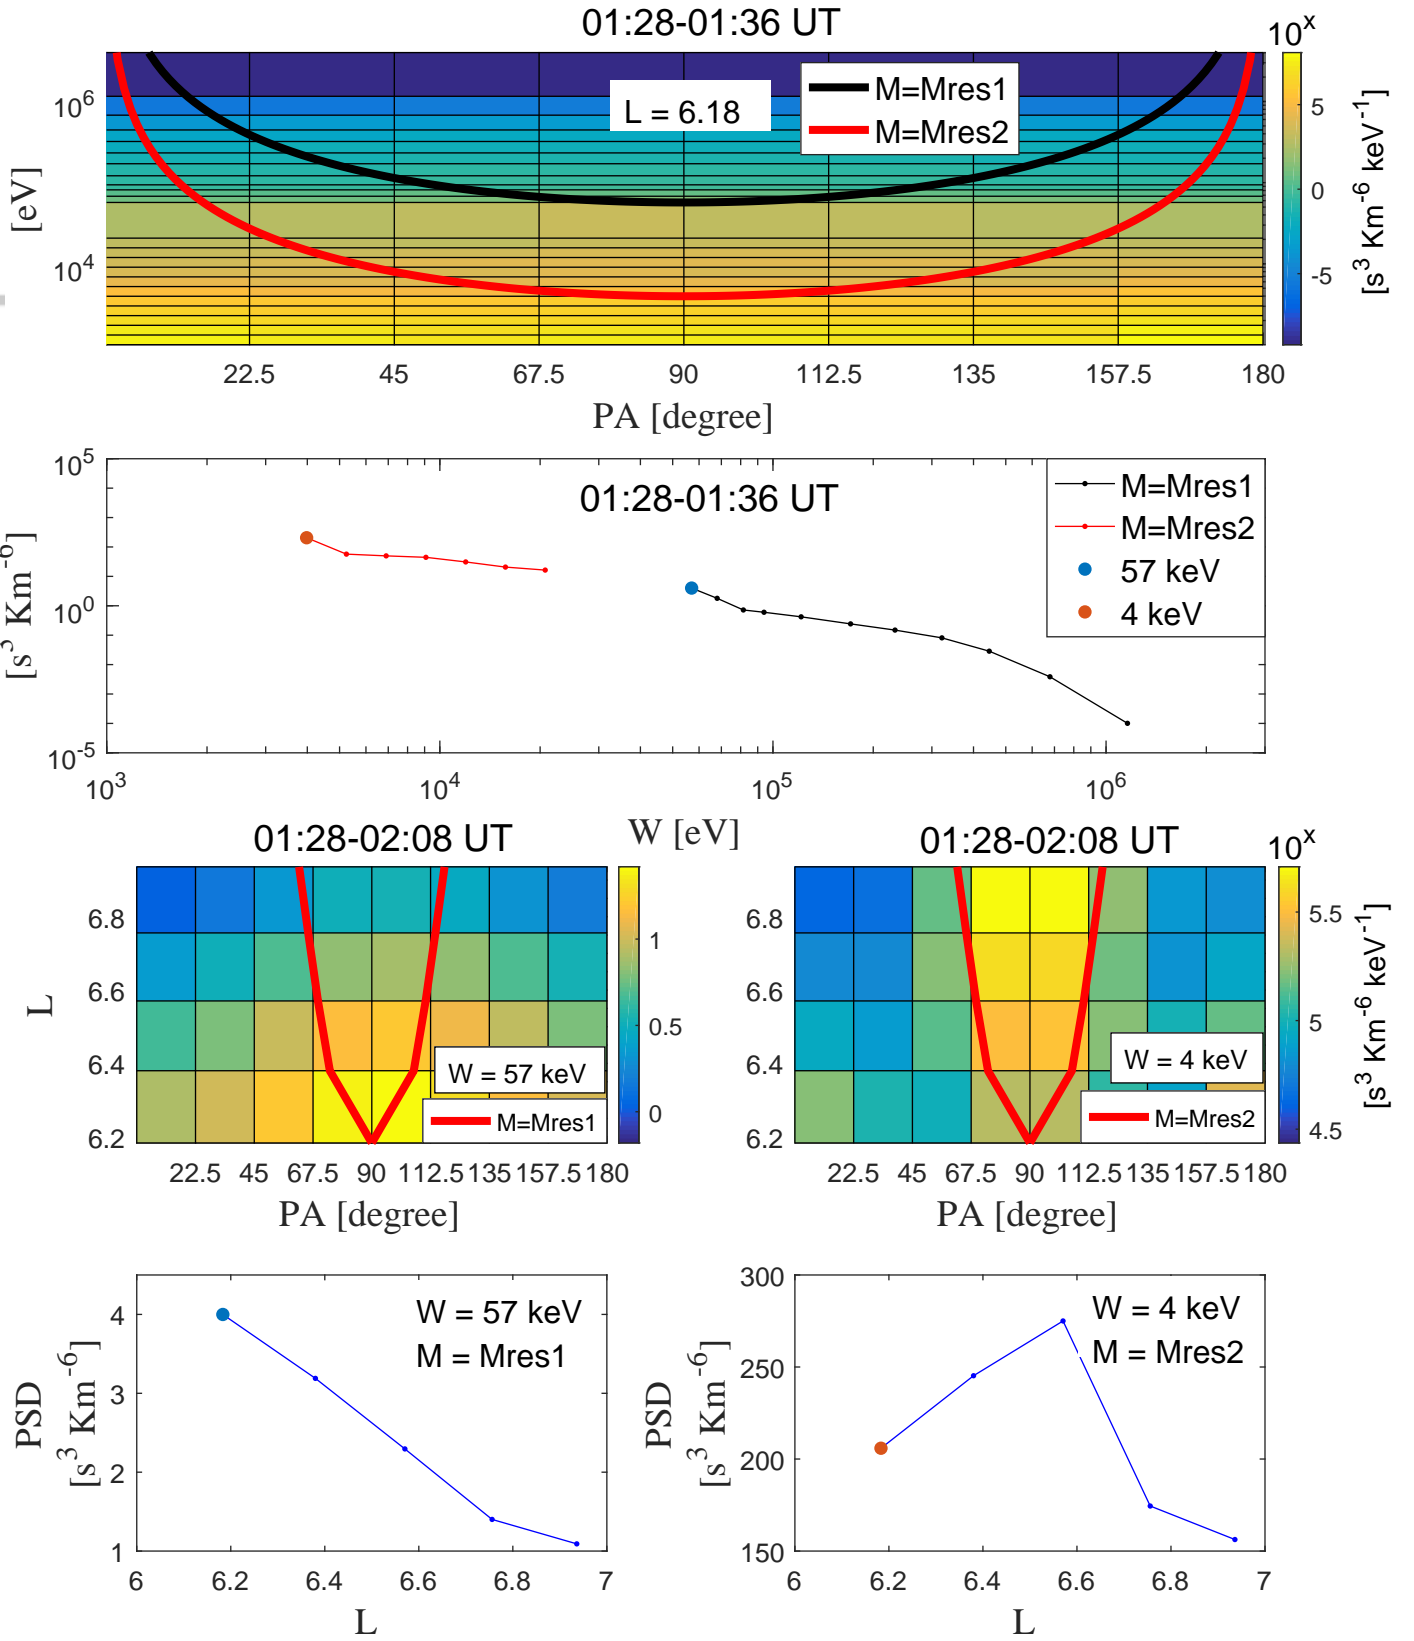 01:28-01:36 UT
10^x
L = 6.18
M=Mres1
M=Mres2
10^6
10^4
[eV]
5
0
-5
[s^3 Km^-6 keV^-1]
22.5 45 67.5 90 112.5 135 157.5 180
PA [degree]
10^5
10^0
10^-5
[s^3 Km^-6]
01:28-01:36 UT
M=Mres1
M=Mres2
57 keV
4 keV
10^3 10^4 10^5 10^6
W [eV]
01:28-02:08 UT
6.8
6.6
6.4
6.2
L
W = 57 keV
M=Mres1
1
0.5
0
22.5 45 67.5 90 112.5 135 157.5 180
PA [degree]
01:28-02:08 UT
10^x
6.8
6.6
6.4
6.2
W = 4 keV
M=Mres2
5.5
5
4.5
[s^3 Km^-6 keV^-1]
22.5 45 67.5 90 112.5 135 157.5 180
PA [degree]
PSD
[s^3 Km^-6]
4
3
2
1
W = 57 keV
M = Mres1
6 6.2 6.4 6.6 6.8 7
L
PSD
[s^3 Km^-6]
300
250
200
150
W = 4 keV
M = Mres2
6 6.2 6.4 6.6 6.8 7
L